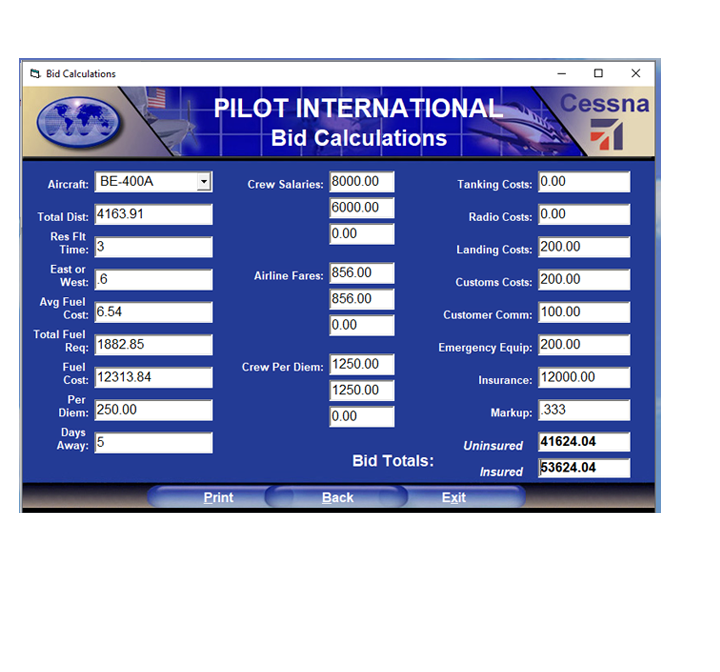 Bid Calculations
PILOT INTERNATIONAL
Bid Calculations
Cessna
Aircraft: BE-400A
Total Dist: 4163.91
Res Flt
Time: 3
East or
West: .6
Avg Fuel
Cost: 6.54
Total Fuel
Req: 1882.85
Fuel
Cost: 12313.84
Per
Diem: 250.00
Days
Away: 5
Crew Salaries: 8000.00
6000.00
0.00
Airline Fares: 856.00
856.00
0.00
Crew Per Diem: 1250.00
1250.00
0.00
Tanking Costs: 0.00
Radio Costs: 0.00
Landing Costs: 200.00
Customs Costs: 200.00
Customer Comm: 100.00
Emergency Equip: 200.00
Insurance: 12000.00
Markup: .333
Bid Totals:
Uninsured 41624.04
Insured 53624.04
Print Back Exit